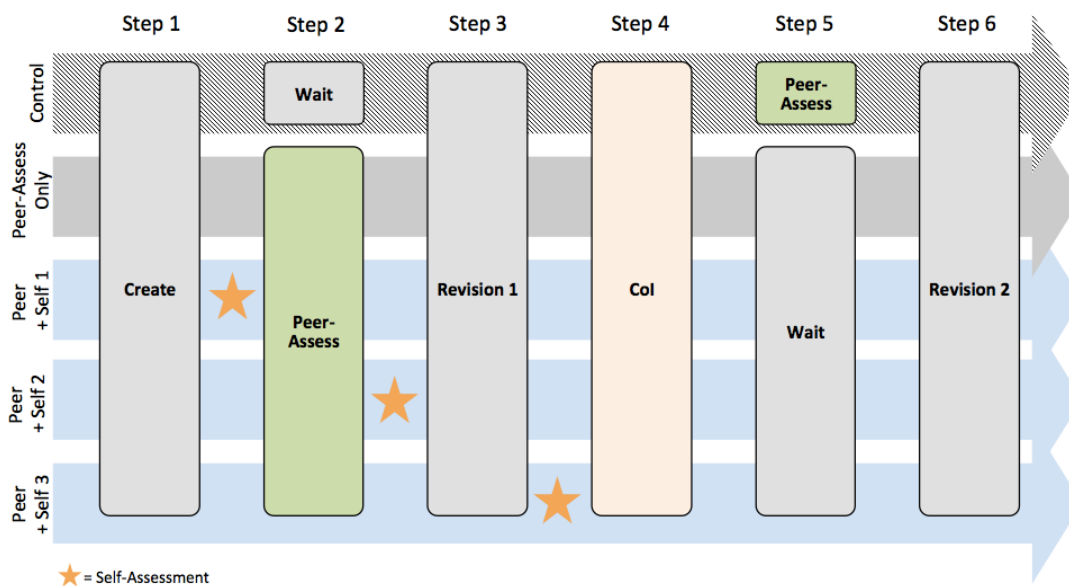 Step 1 Step 2 Step 3 Step 4 Step 5 Step 6
Control
Wait
Peer-
Assess
Peer-Assess
Only
Peer
+ Self 1
Create
Peer-
Assess
Revision 1
Col
Wait
Revision 2
Peer
+ Self 2
Peer
+ Self 3
= Self-Assessment